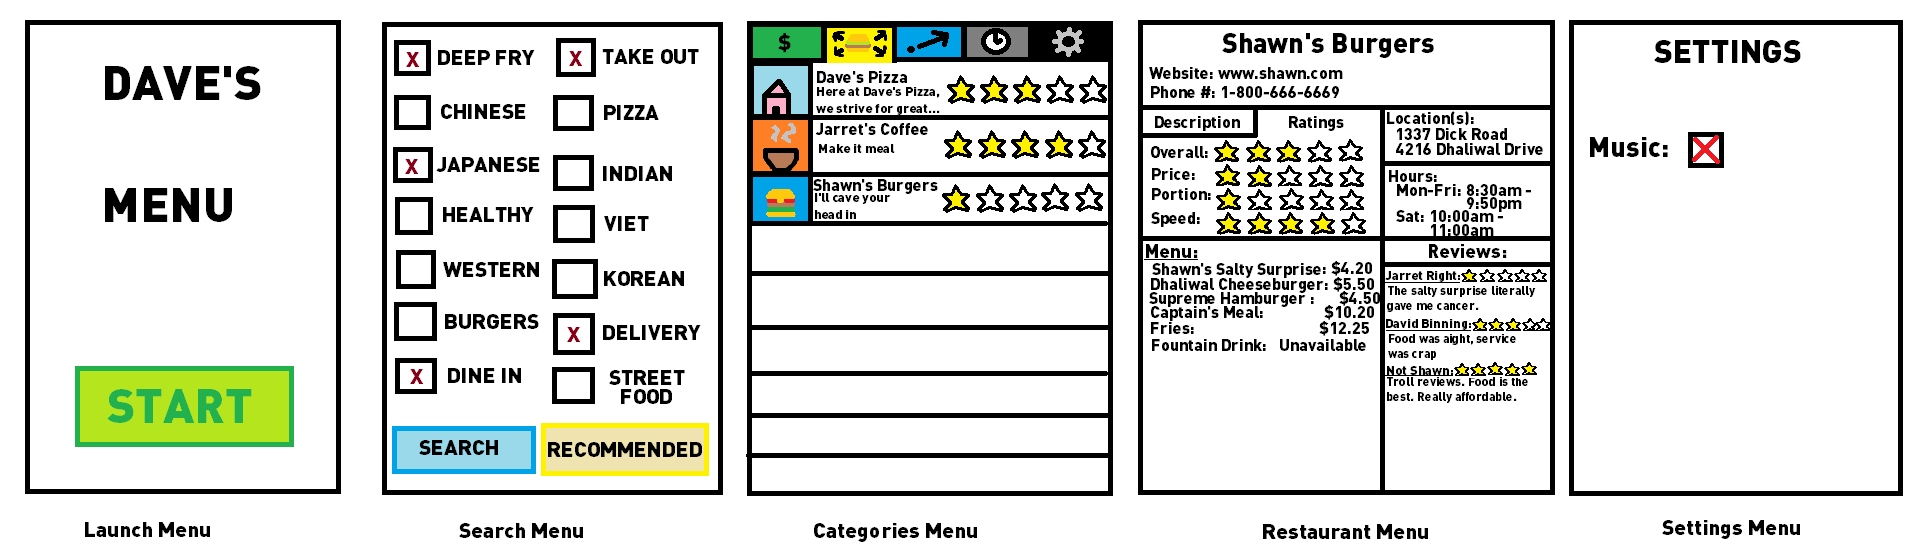 DAVE'S
MENU
START
Launch Menu
X DEEP FRY
X TAKE OUT
CHINESE
PIZZA
X JAPANESE
INDIAN
HEALTHY
VIET
WESTERN
KOREAN
BURGERS
X DELIVERY
X DINE IN
STREET
FOOD
SEARCH
RECOMMENDED
Search Menu
$
Dave's Pizza
Here at Dave's Pizza,
we strive for great...
Jarret's Coffee
Make it meal
Shawn's Burgers
I'll cave your
head in
Categories Menu
Shawn's Burgers
Website: www.shawn.com
Phone #: 1-800-666-6669
Description
Ratings
Overall:
Price:
Portion:
Speed:
Location(s):
1337 Dick Road
4216 Dhaliwal Drive
Hours:
Mon-Fri: 8:30am -
9:50pm
Sat: 10:00am -
11:00am
Menu:
Shawn's Salty Surprise: $4.20
Dhaliwal Cheeseburger: $5.50
Supreme Hamburger : $4.50
Captain's Meal: $10.20
Fries: $12.25
Fountain Drink: Unavailable
Reviews:
Jarret Right:
The salty surprise literally
gave me cancer.
David Binning:
Food was aight, service
was crap
Not Shawn:
Troll reviews. Food is the
best. Really affordable.
Restaurant Menu
SETTINGS
Music:
Settings Menu